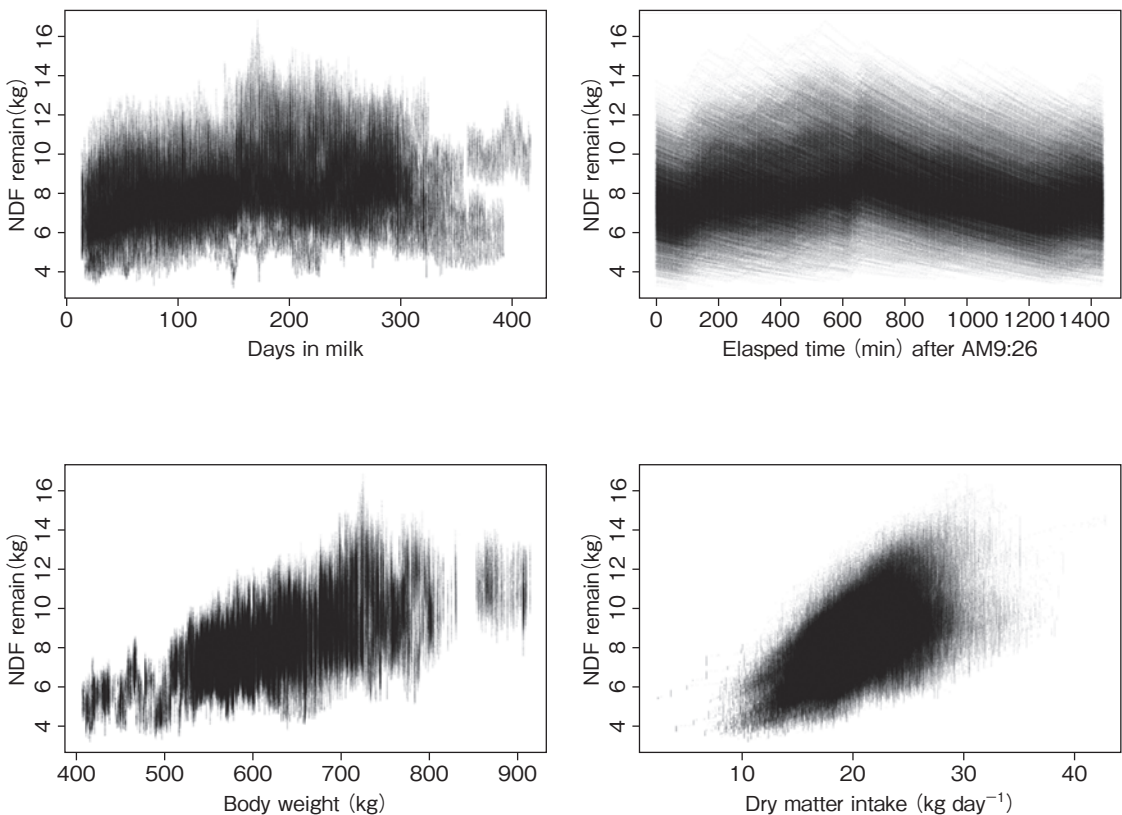 NDF remain(kg)
16
14
12
10
8
6
4
0 100 200 300 400
Days in milk
NDF remain(kg)
16
14
12
10
8
6
4
0 200 400 600 800 1000 1200 1400
Elasped time (min) after AM9:26
NDF remain(kg)
16
14
12
10
8
6
4
400 500 600 700 800 900
Body weight (kg)
NDF remain(kg)
16
14
12
10
8
6
4
10 20 30 40
Dry matter intake (kg day⁻¹)